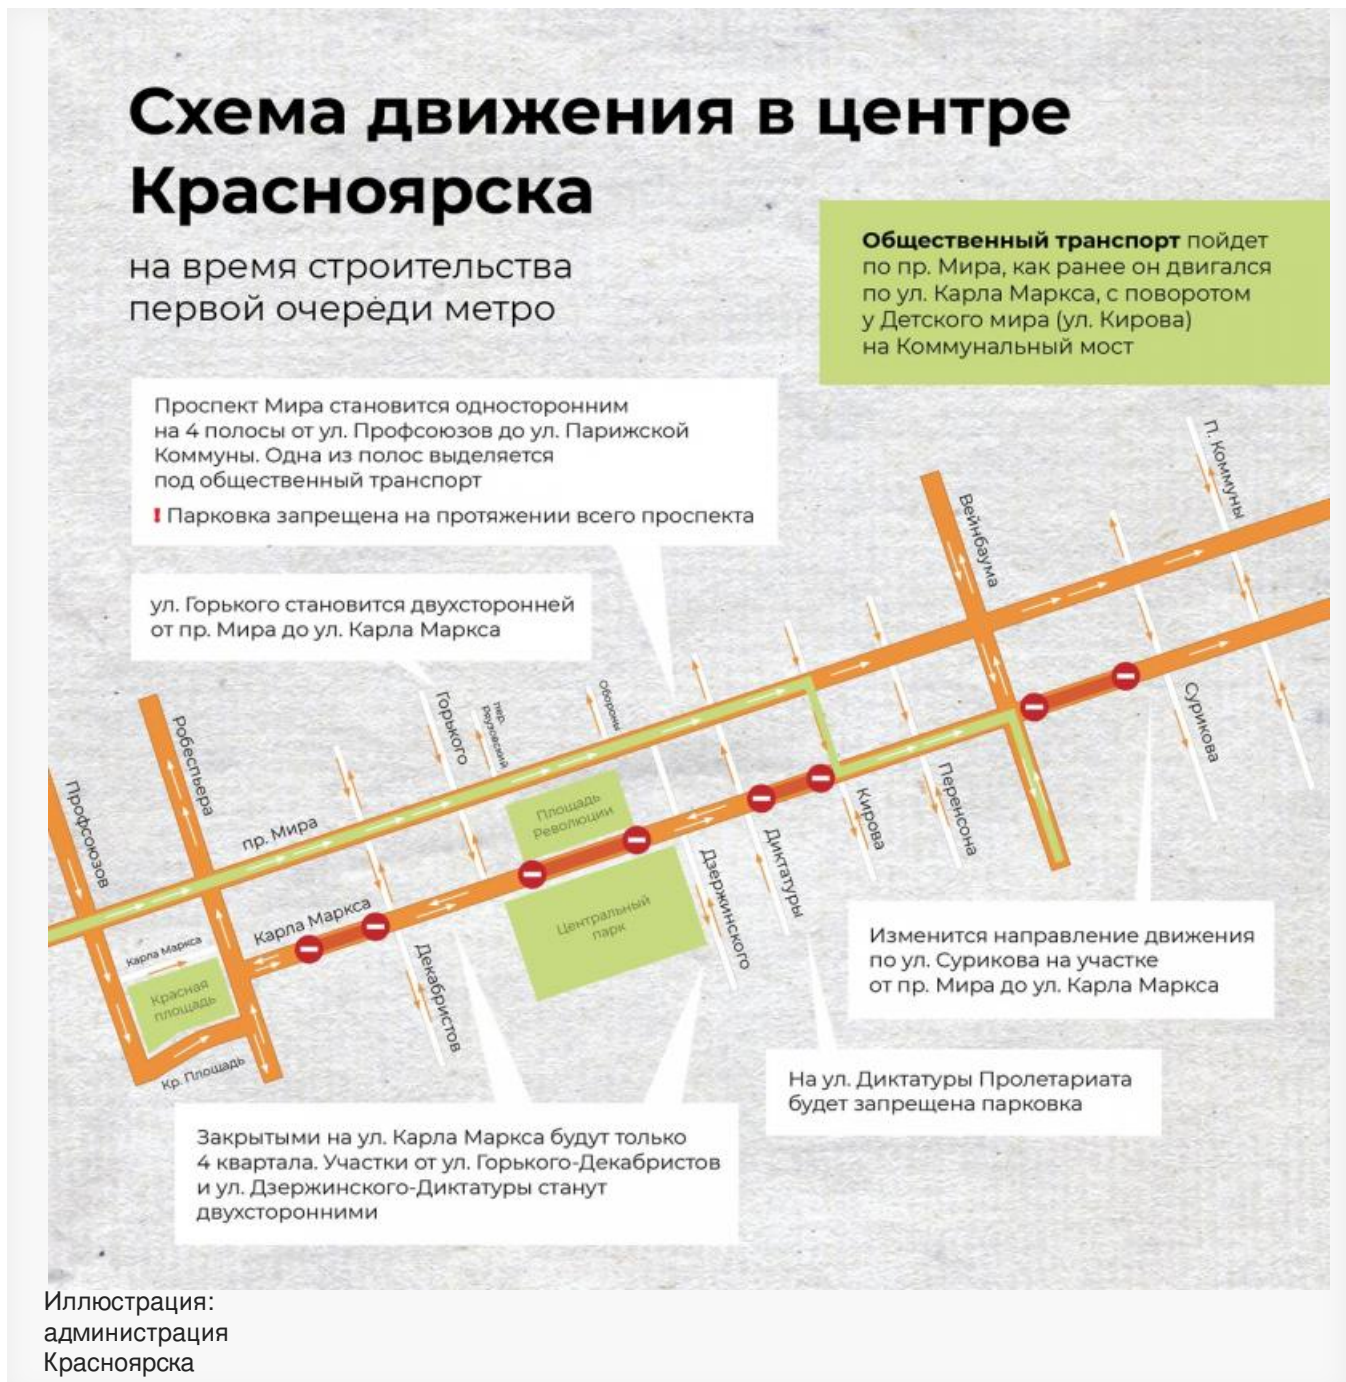 Схема движения в центре
Красноярска
на время строительства
первой очереди метро
Общественный транспорт пойдет
по пр. Мира, как ранее он двигался
по ул. Карла Маркса, с поворотом
у Детского мира (ул. Кирова)
на Коммунальный мост
Проспект Мира становится односторонним
на 4 полосы от ул. Профсоюзов до ул. Парижской
Коммуны. Одна из полос выделяется
под общественный транспорт
! Парковка запрещена на протяжении всего проспекта
ул. Горького становится двухсторонней
от пр. Мира до ул. Карла Маркса
П. Коммуны
Вейнбаума
Горького
пер.
Обороны
Робеспьера
Профсоюзов
пр. Мира
Площадь
Революции
Сурикова
Перенсона
Кирова
Диктатуры
Дзержинского
Карла Маркса
Центральный
парк
Декабристов
Карла Маркса
Красная
площадь
Кр. Площадь
Изменится направление движения
по ул. Сурикова на участке
от пр. Мира до ул. Карла Маркса
На ул. Диктатуры Пролетариата
будет запрещена парковка
Закрытыми на ул. Карла Маркса будут только
4 квартала. Участки от ул. Горького-Декабристов
и ул. Дзержинского-Диктатуры станут
двухсторонними
Иллюстрация:
администрация
Красноярска